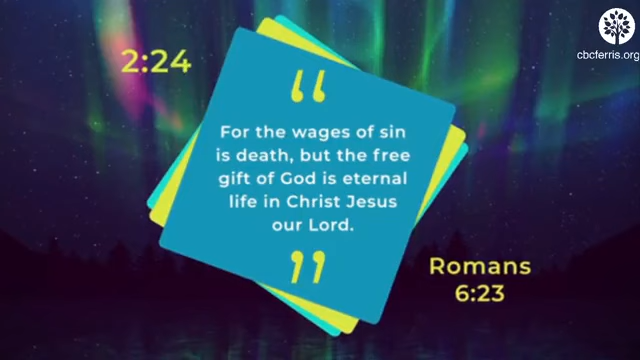 2:24
cbcferris.org
“
For the wages of sin
is death, but the free
gift of God is eternal
life in Christ Jesus
our Lord.
”
Romans
6:23